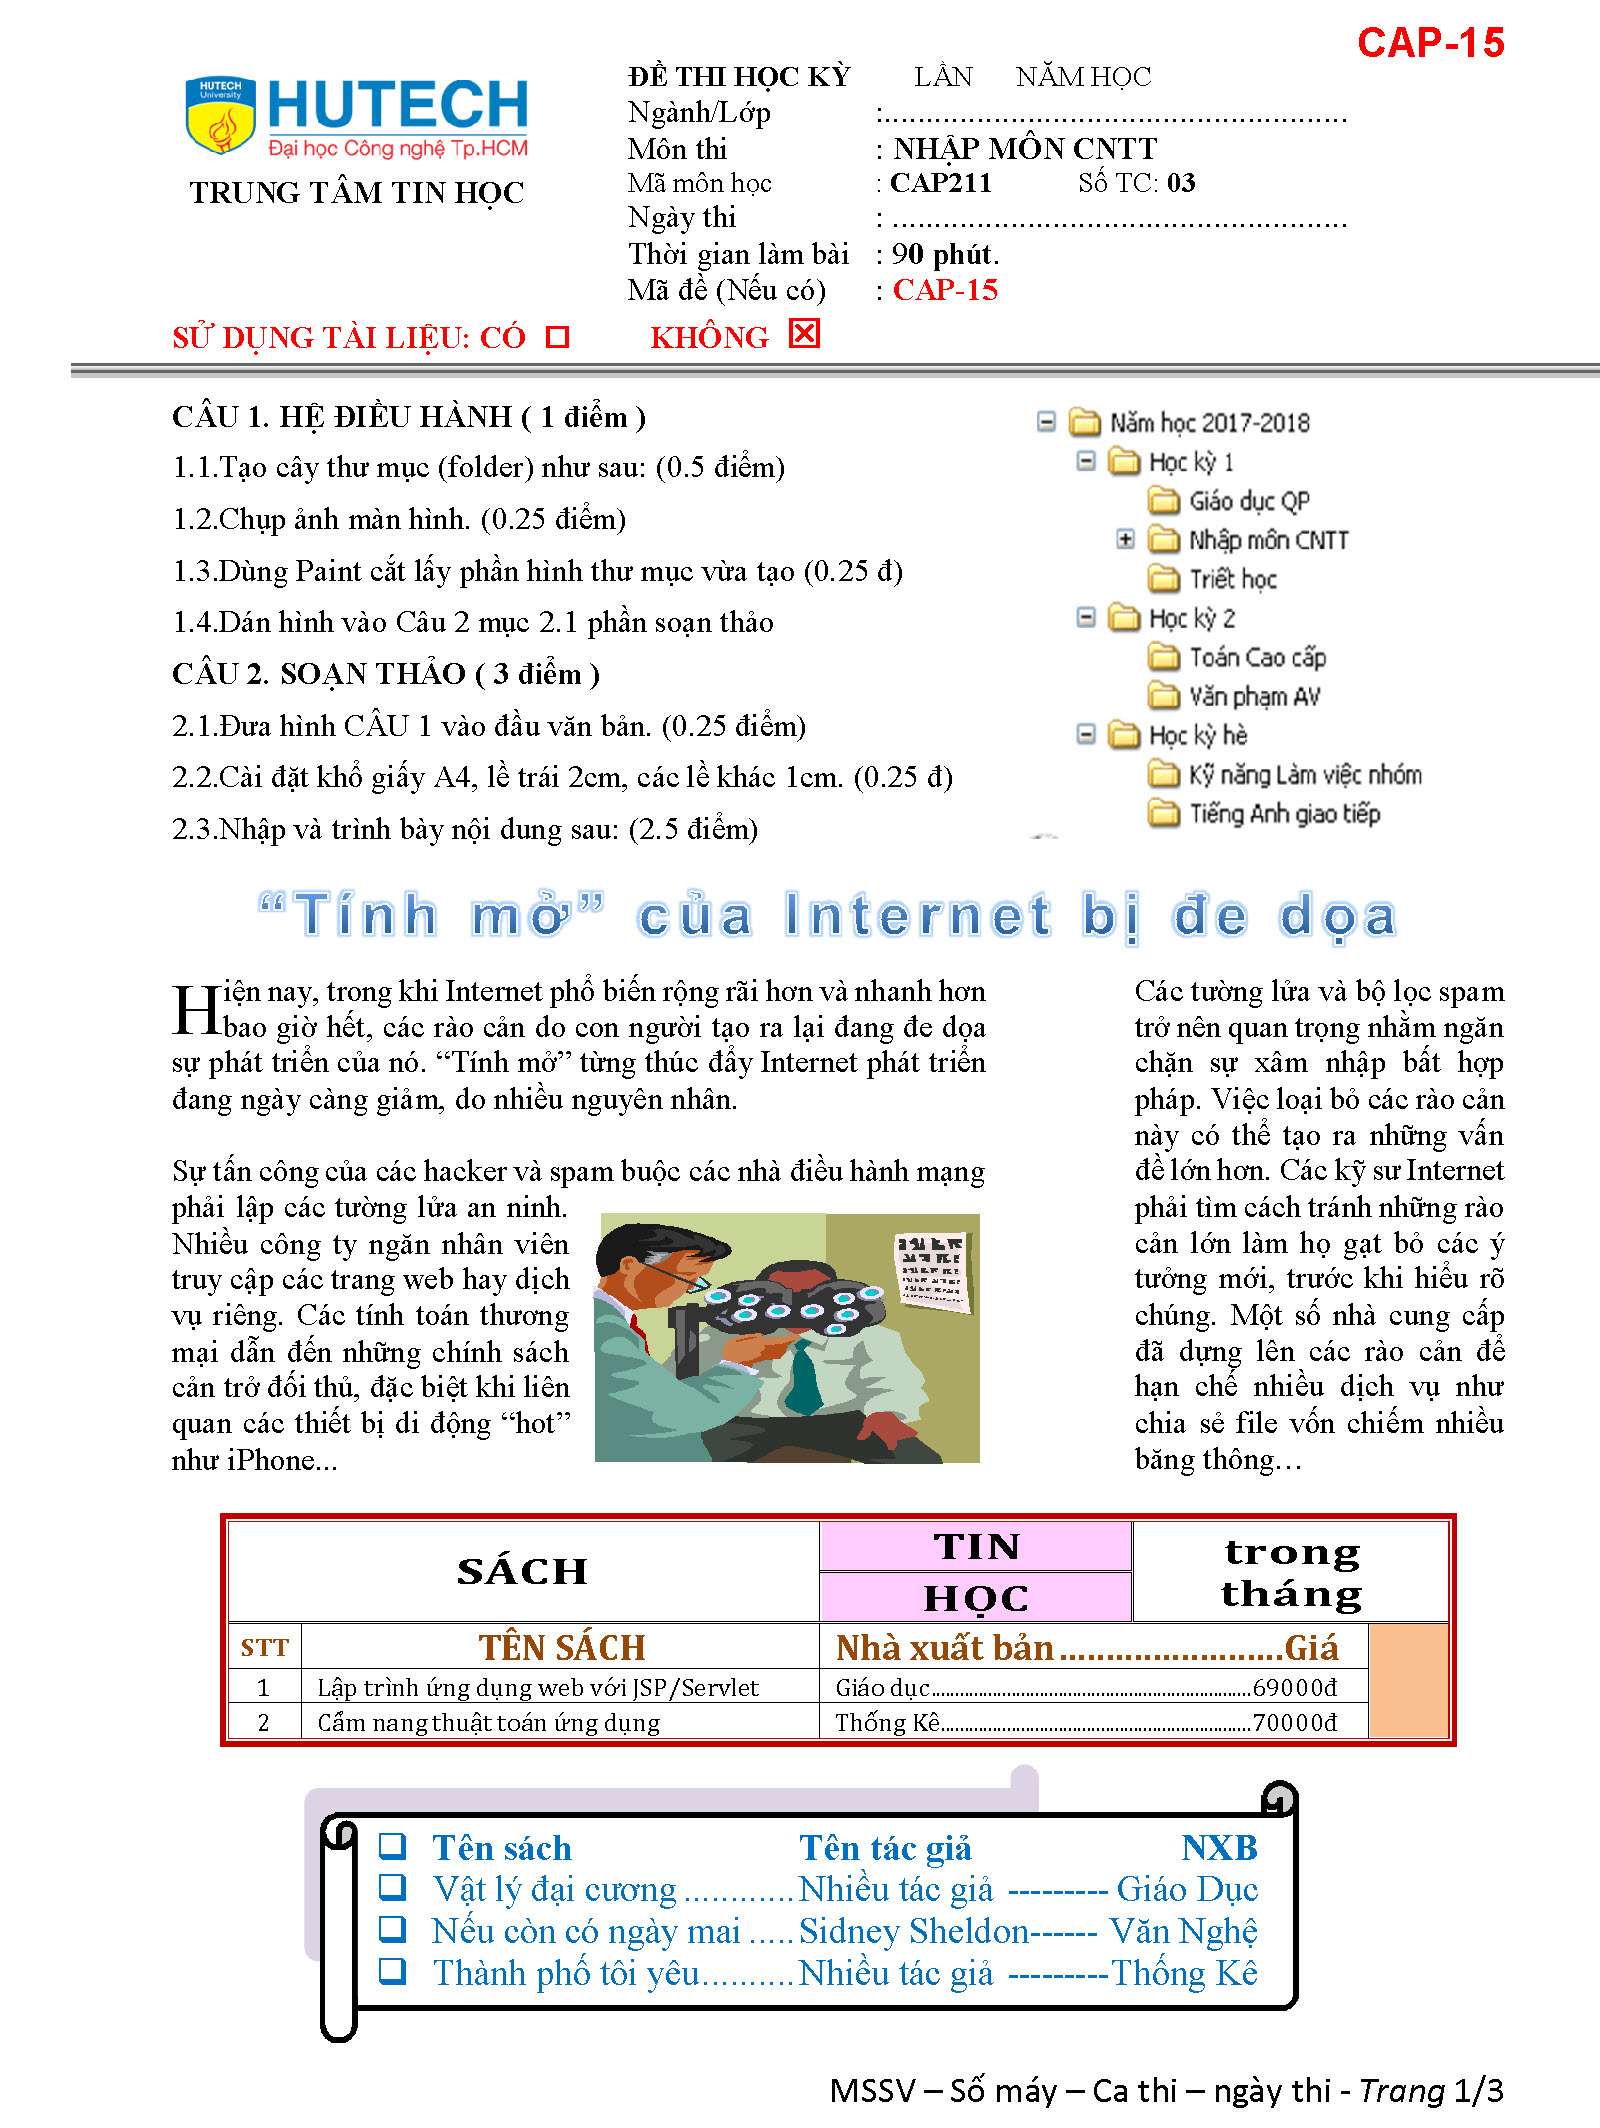 CAP-15
HUTECH
University
HUTECH
Đại học Công nghệ Tp.HCM
TRUNG TÂM TIN HỌC
ĐỀ THI HỌC KỲ LẦN NĂM HỌC
Ngành/Lớp :......................................................
Môn thi : NHẬP MÔN CNTT
Mã môn học : CAP211 Số TC: 03
Ngày thi : .....................................................
Thời gian làm bài : 90 phút.
Mã đề (Nếu có) : CAP-15
SỬ DỤNG TÀI LIỆU: CÓ ☐ KHÔNG ☒
CÂU 1. HỆ ĐIỀU HÀNH ( 1 điểm )
1.1.Tạo cây thư mục (folder) như sau: (0.5 điểm)
1.2.Chụp ảnh màn hình. (0.25 điểm)
1.3.Dùng Paint cắt lấy phần hình thư mục vừa tạo (0.25 đ)
1.4.Dán hình vào Câu 2 mục 2.1 phần soạn thảo
CÂU 2. SOẠN THẢO ( 3 điểm )
2.1.Đưa hình CÂU 1 vào đầu văn bản. (0.25 điểm)
2.2.Cài đặt khổ giấy A4, lề trái 2cm, các lề khác 1cm. (0.25 đ)
2.3.Nhập và trình bày nội dung sau: (2.5 điểm)
Năm học 2017-2018
Học kỳ 1
Giáo dục QP
Nhập môn CNTT
Triết học
Học kỳ 2
Toán Cao cấp
Văn phạm AV
Học kỳ hè
Kỹ năng Làm việc nhóm
Tiếng Anh giao tiếp
“Tính mở” của Internet bị đe dọa
Hiện nay, trong khi Internet phổ biến rộng rãi hơn và nhanh hơn
bao giờ hết, các rào cản do con người tạo ra lại đang đe dọa
sự phát triển của nó. “Tính mở” từng thúc đẩy Internet phát triển
đang ngày càng giảm, do nhiều nguyên nhân.
Sự tấn công của các hacker và spam buộc các nhà điều hành mạng
phải lập các tường lửa an ninh.
Nhiều công ty ngăn nhân viên
truy cập các trang web hay dịch
vụ riêng. Các tính toán thương
mại dẫn đến những chính sách
cản trở đối thủ, đặc biệt khi liên
quan các thiết bị di động “hot”
như iPhone...
Các tường lửa và bộ lọc spam
trở nên quan trọng nhằm ngăn
chặn sự xâm nhập bất hợp
pháp. Việc loại bỏ các rào cản
này có thể tạo ra những vấn
đề lớn hơn. Các kỹ sư Internet
phải tìm cách tránh những rào
cản lớn làm họ gạt bỏ các ý
tưởng mới, trước khi hiểu rõ
chúng. Một số nhà cung cấp
đã dựng lên các rào cản để
hạn chế nhiều dịch vụ như
chia sẻ file vốn chiếm nhiều
băng thông…
SÁCH
TIN
HỌC
trong
tháng
STT TÊN SÁCH Nhà xuất bản........................Giá
1 Lập trình ứng dụng web với JSP/Servlet Giáo dục....................................................................69000đ
2 Cẩm nang thuật toán ứng dụng Thống Kê..................................................................70000đ
❑ Tên sách Tên tác giả NXB
❑ Vật lý đại cương............Nhiều tác giả --------- Giáo Dục
❑ Nếu còn có ngày mai.....Sidney Sheldon------ Văn Nghệ
❑ Thành phố tôi yêu..........Nhiều tác giả ---------Thống Kê
MSSV – Số máy – Ca thi – ngày thi - Trang 1/3